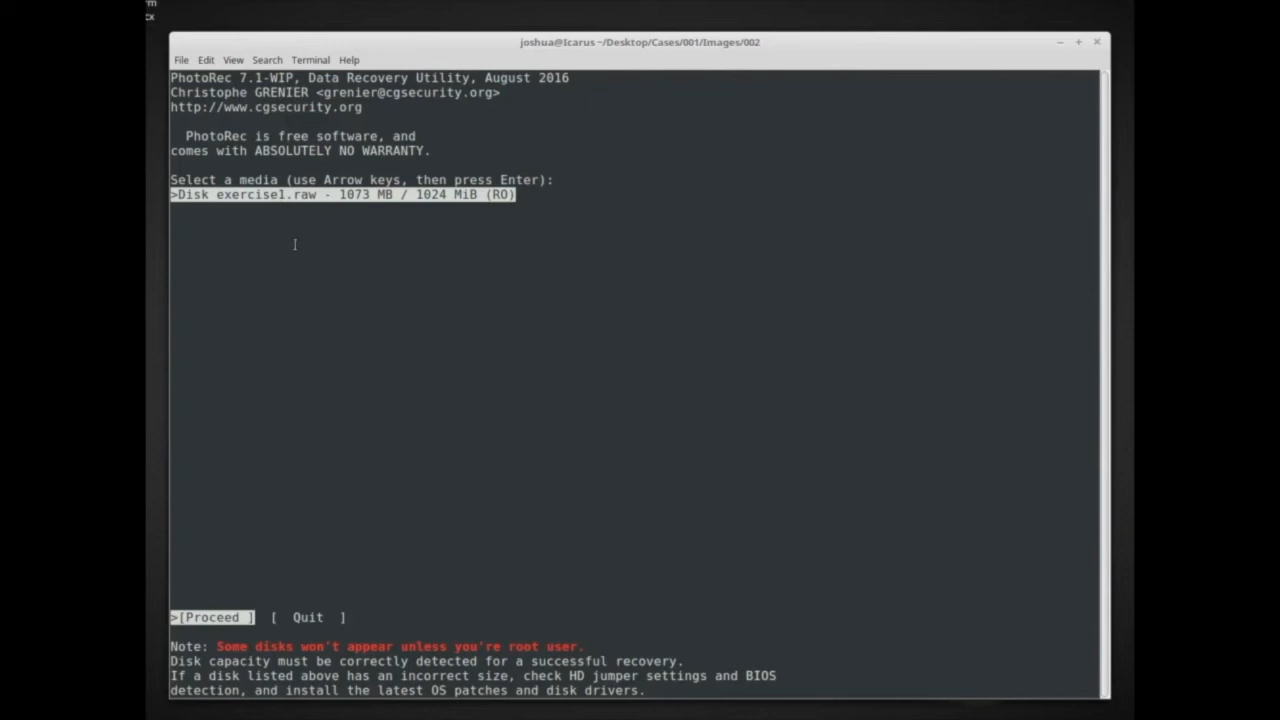 rm
cx
joshua@Icarus ~/Desktop/Cases/001/Images/002
File Edit View Search Terminal Help
PhotoRec 7.1-WIP, Data Recovery Utility, August 2016
Christophe GRENIER <grenier@cgsecurity.org>
http://www.cgsecurity.org
PhotoRec is free software, and
comes with ABSOLUTELY NO WARRANTY.
Select a media (use Arrow keys, then press Enter):
>Disk exercise1.raw - 1073 MB / 1024 MiB (RO)
>[Proceed ] [ Quit ]
Note: Some disks won't appear unless you're root user.
Disk capacity must be correctly detected for a successful recovery.
If a disk listed above has an incorrect size, check HD jumper settings and BIOS
detection, and install the latest OS patches and disk drivers.